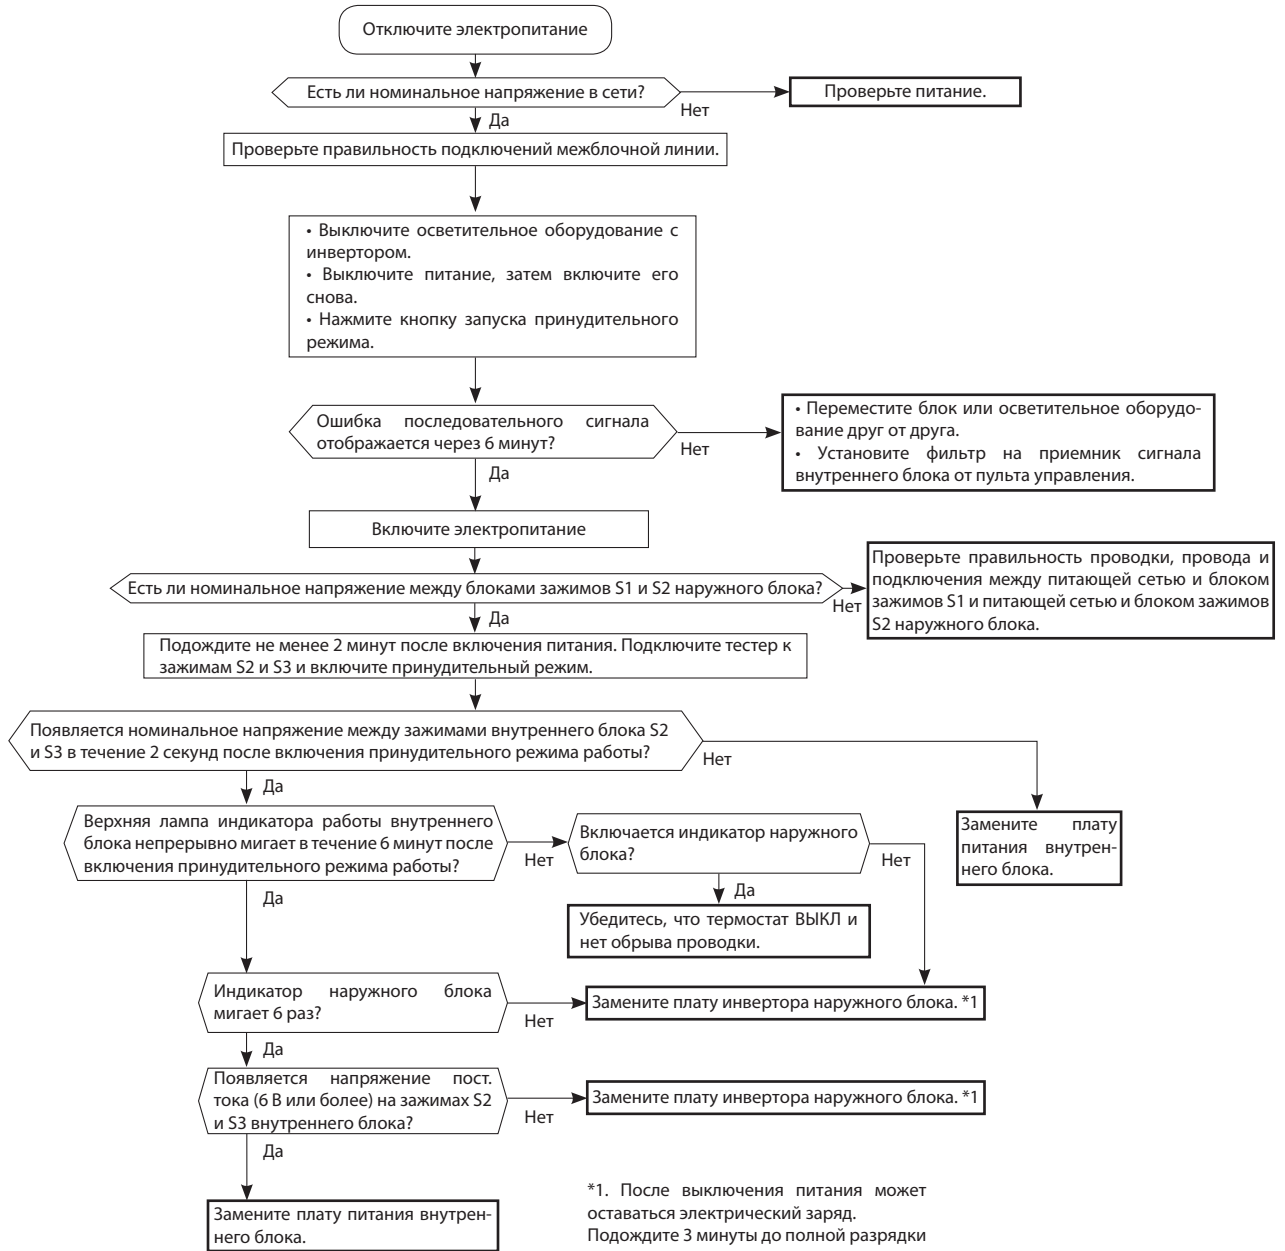 Отключите электропитание
Есть ли номинальное напряжение в сети?
Нет
Проверьте питание.
Да
Проверьте правильность подключений межблочной линии.
• Выключите осветительное оборудование с
инвертором.
• Выключите питание, затем включите его
снова.
• Нажмите кнопку запуска принудительного
режима.
Ошибка последовательного сигнала
отображается через 6 минут?
Нет
• Переместите блок или осветительное оборудо-
вание друг от друга.
• Установите фильтр на приемник сигнала
внутреннего блока от пульта управления.
Да
Включите электропитание
Есть ли номинальное напряжение между блоками зажимов S1 и S2 наружного блока?
Нет
Проверьте правильность проводки, провода и
подключения между питающей сетью и блоком
зажимов S1 и питающей сетью и блоком зажимов
S2 наружного блока.
Да
Подождите не менее 2 минут после включения питания. Подключите тестер к
зажимам S2 и S3 и включите принудительный режим.
Появляется номинальное напряжение между зажимами внутреннего блока S2
и S3 в течение 2 секунд после включения принудительного режима работы?
Нет
Да
Верхняя лампа индикатора работы внутреннего
блока непрерывно мигает в течение 6 минут после
включения принудительного режима работы?
Нет
Включается индикатор наружного
блока?
Нет
Замените плату
питания внутрен-
него блока.
Да
Убедитесь, что термостат ВЫКЛ и
нет обрыва проводки.
Да
Индикатор наружного блока
мигает 6 раз?
Нет
Замените плату инвертора наружного блока. *1
Да
Появляется напряжение пост.
тока (6 В или более) на зажимах S2
и S3 внутреннего блока?
Нет
Замените плату инвертора наружного блока. *1
Да
Замените плату питания внутрен-
него блока.
*1. После выключения питания может
оставаться электрический заряд.
Подождите 3 минуты до полной разрядки